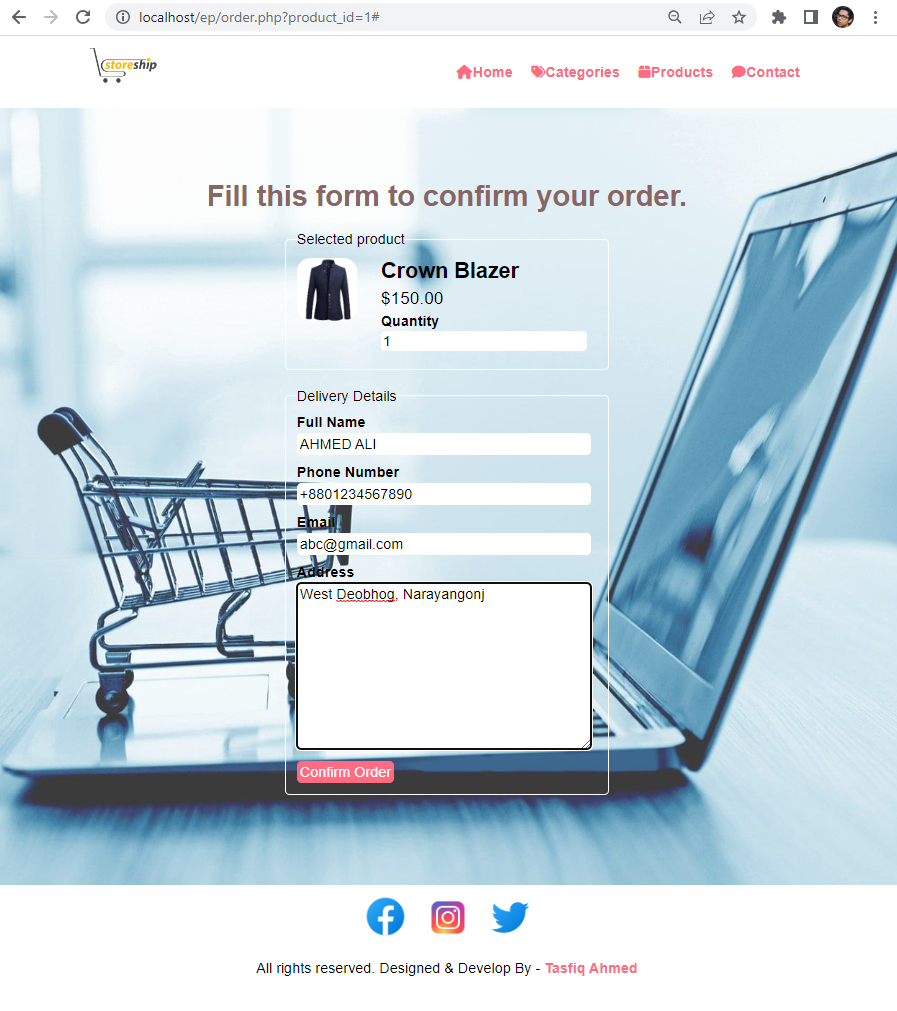 localhost/ep/order.php?product_id=1#
storeship
Home Categories Products Contact
Fill this form to confirm your order.
Selected product
Crown Blazer
$150.00
Quantity
1
Delivery Details
Full Name
AHMED ALI
Phone Number
+8801234567890
Email
abc@gmail.com
Address
West Deobhog, Narayangonj
Confirm Order
All rights reserved. Designed & Develop By - Tasfiq Ahmed